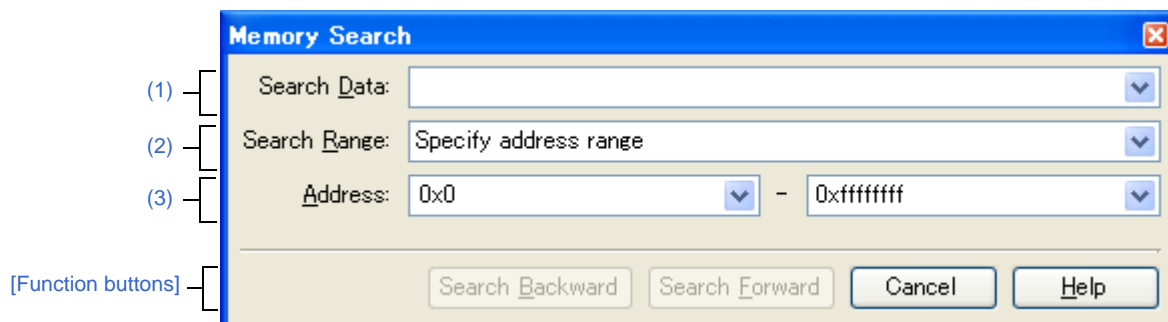 Memory Search
(1) Search Data:
(2) Search Range: Specify address range
(3) Address: 0x0 - 0xffffffff
[Function buttons] Search Backward Search Forward Cancel Help